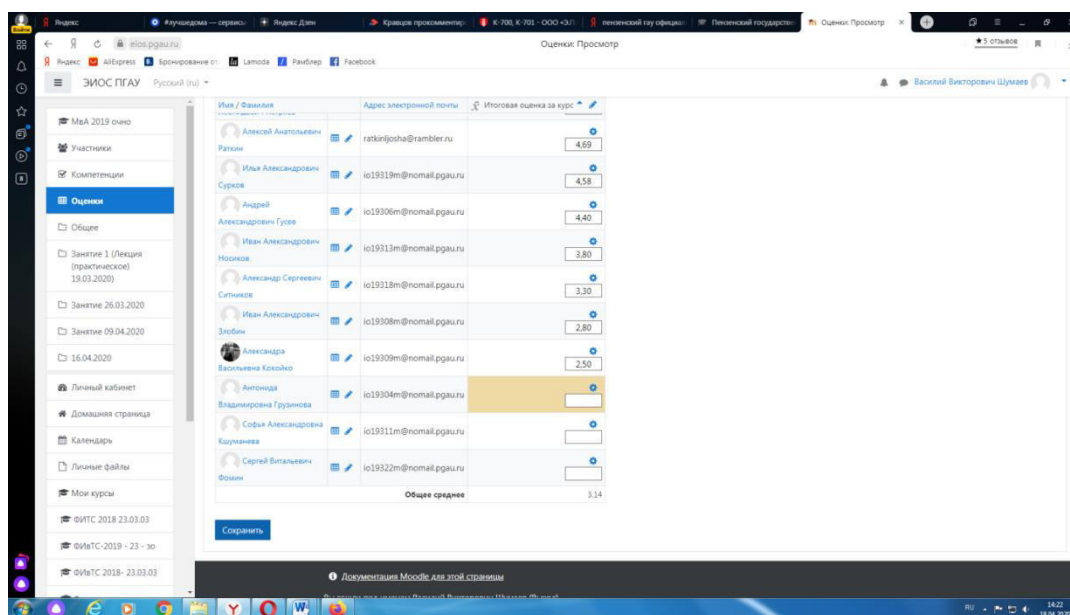 Войти
Яндекс
#лучшедома — сервисы
Яндекс Дзен
Кравцов прокомментир
К-700, К-701 - ООО «ЗЛ
пензенский гау официал
Пензенский государстве
Оценки: Просмотр
eios.pgau.ru
Оценки: Просмотр
★5 отзывов
Яндекс
AliExpress
Бронирование от
Lamoda
Рамблер
Facebook
ЭИОС ПГАУ
Русский (ru)
Василий Викторович Шумаев
МвА 2019 очно
Участники
Компетенции
Оценки
Общее
Занятие 1 (Лекция
(практическое)
19.03.2020)
Занятие 26.03.2020
Занятие 09.04.2020
16.04.2020
Личный кабинет
Домашняя страница
Календарь
Личные файлы
Мои курсы
ФИТС 2018 23.03.03
ФИвТС-2019 - 23 - зо
ФИвТС 2018- 23.03.03
Имя / Фамилия
Адрес электронной почты
Итоговая оценка за курс
Алексей Анатольевич
Раткин
ratkinljosha@rambler.ru
4,69
Илья Александрович
Сурков
io19319m@nomail.pgau.ru
4,58
Андрей
Александрович Гусев
io19306m@nomail.pgau.ru
4,40
Иван Александрович
Носиков
io19313m@nomail.pgau.ru
3,80
Александр Сергеевич
Ситников
io19318m@nomail.pgau.ru
3,30
Иван Александрович
Злобин
io19308m@nomail.pgau.ru
2,80
Александра
Васильевна Кокойко
io19309m@nomail.pgau.ru
2,50
Антонида
Владимировна Грузинова
io19304m@nomail.pgau.ru
Софья Александровна
Кшуманева
io19311m@nomail.pgau.ru
Сергей Витальевич
Фомин
io19322m@nomail.pgau.ru
Общее среднее
3,14
Сохранить
Документация Moodle для этой страницы
RU
14:22
18.04.2020